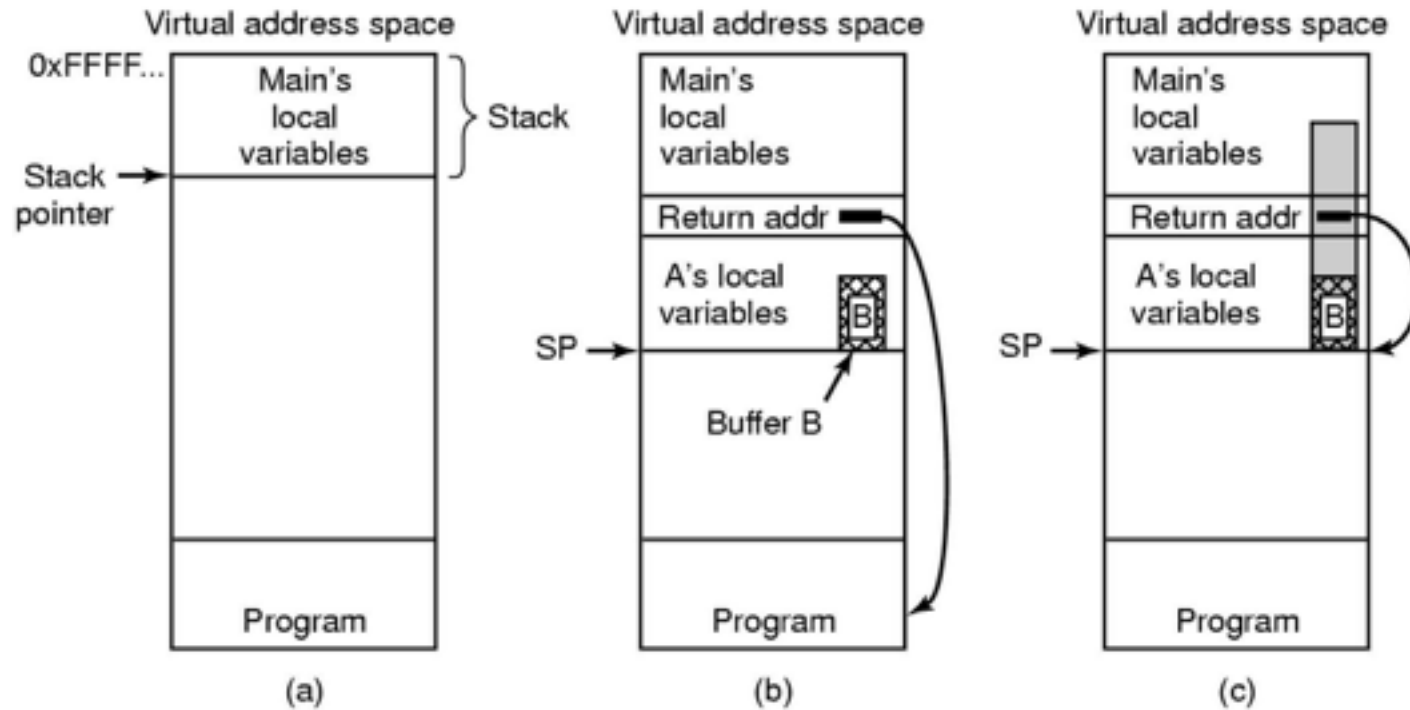 Virtual address space
0xFFFF...
Main's
local
variables
Stack
Stack
pointer
Program
(a)
Virtual address space
Main's
local
variables
Return addr
A's local
variables
B
SP
Buffer B
Program
(b)
Virtual address space
Main's
local
variables
Return addr
A's local
variables
B
SP
Program
(c)